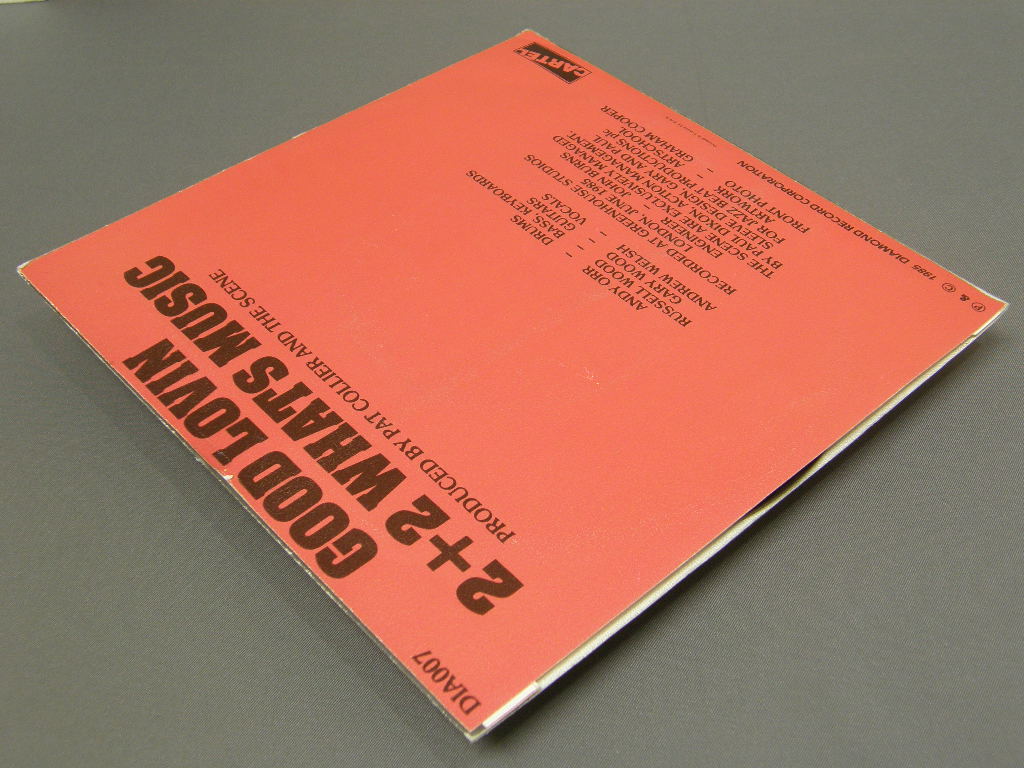 DIA007
GOOD LOVIN
2+2 WHATS MUSIC
PRODUCED BY PAT COLLIER AND THE SCENE
ANDY ORR – DRUMS
RUSSELL WOOD – BASS, KEYBOARDS
GARY WOOD – GUITARS
ANDREW WELSH – VOCALS
RECORDED AT GREENHOUSE STUDIOS
LONDON, JUNE 1985
ENGINEER JOHN BURNS
THE SCENE ARE EXCLUSIVELY MANAGED
BY PAUL DIXON ACTION MANAGEMENT.
SLEEVE DESIGN GARY AND PAUL
FOR JAZZ BEAT PRODUCTIONS plc
ARTWORK – ARTSCHOOL
FRONT PHOTO – GRAHAM COOPER
℗ & © 1985 DIAMOND RECORD CORPORATION
CARTEL